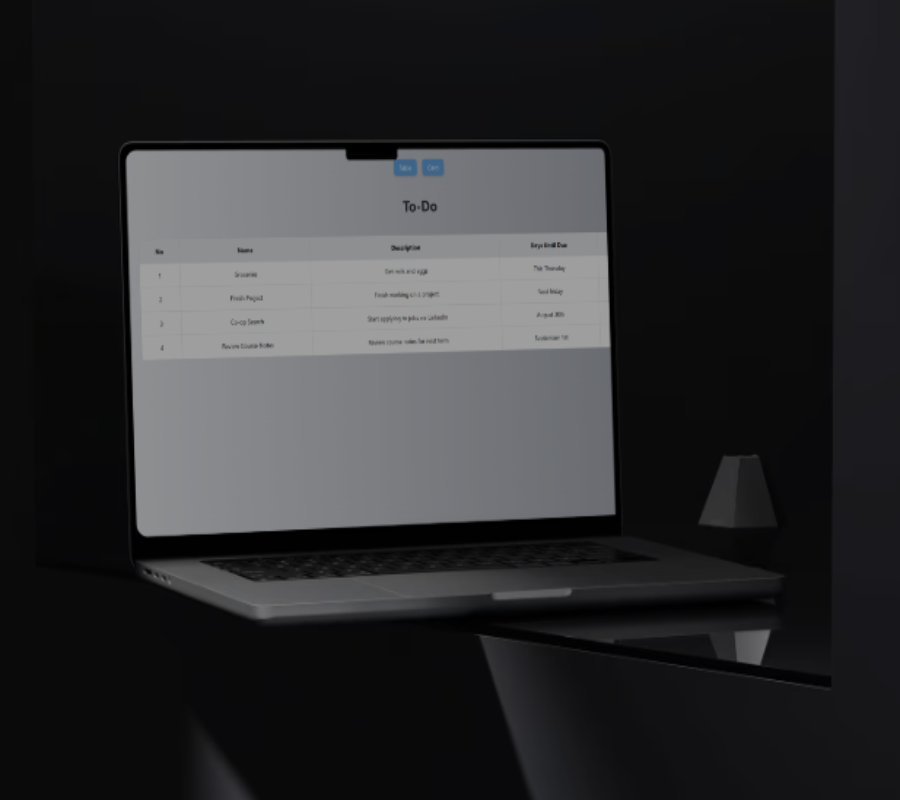 Table Card
To-Do
No Name Description Days Until Due
1 Groceries Get milk and eggs This Thursday
2 Finish Project Finish working on a project Next Friday
3 Co-op Search Start applying to jobs via LinkedIn August 30th
4 Review Course Notes Review course notes for next term September 1st